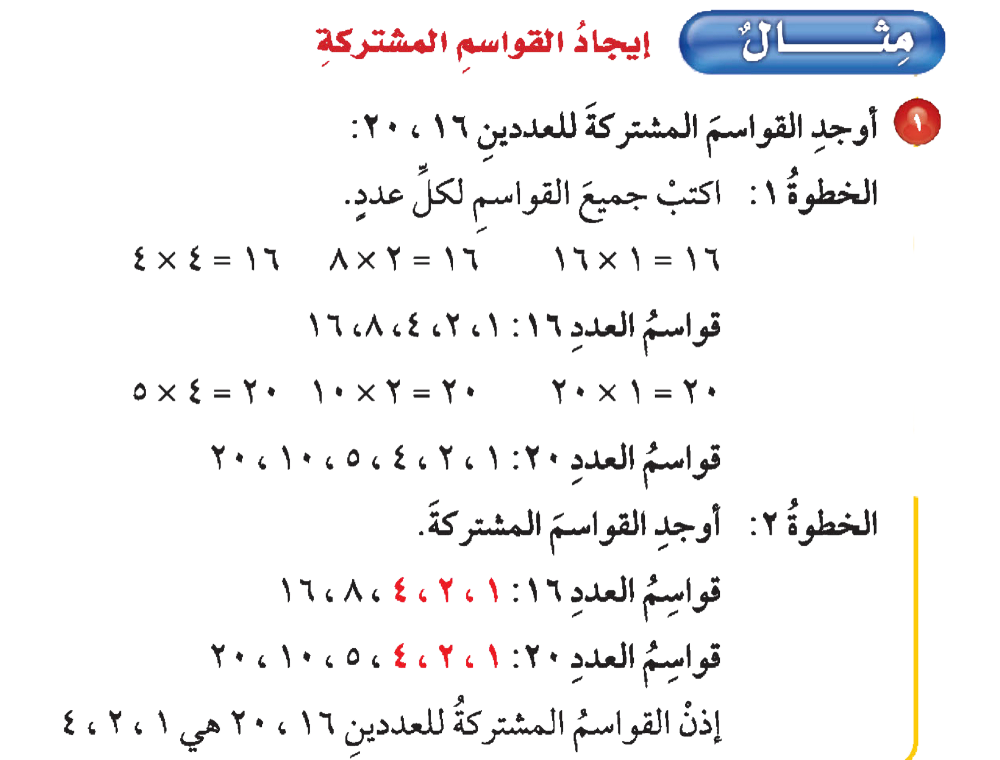 مِثـــالٌ إيجادُ القواسمِ المشتركةِ
١ أوجدِ القواسمَ المشتركةَ للعددينِ ١٦ ، ٢٠:
الخطوةُ ١: اكتبْ جميعَ القواسمِ لكلِّ عددٍ.
١٦ = ١ × ١٦ ١٦ = ٢ × ٨ ١٦ = ٤ × ٤
قواسمُ العددِ ١٦: ١، ٢، ٤، ٨، ١٦
٢٠ = ١ × ٢٠ ٢٠ = ٢ × ١٠ ٢٠ = ٤ × ٥
قواسمُ العددِ ٢٠: ١ ، ٢ ، ٤ ، ٥ ، ١٠ ، ٢٠
الخطوةُ ٢: أوجدِ القواسمَ المشتركةَ.
قواسِمُ العددِ ١٦: ١ ، ٢ ، ٤ ، ٨ ، ١٦
قواسِمُ العددِ ٢٠: ١ ، ٢ ، ٤ ، ٥ ، ١٠ ، ٢٠
إذنْ القواسمُ المشتركةُ للعددينِ ١٦ ، ٢٠ هي ١ ، ٢ ، ٤